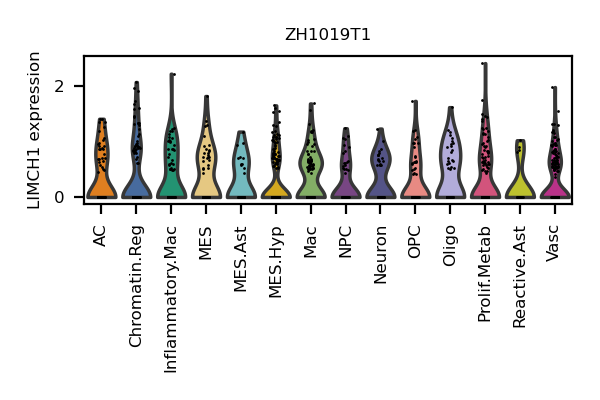 ZH1019T1
LIMCH1 expression
2
0
AC
Chromatin.Reg
Inflammatory.Mac
MES
MES.Ast
MES.Hyp
Mac
NPC
Neuron
OPC
Oligo
Prolif.Metab
Reactive.Ast
Vasc